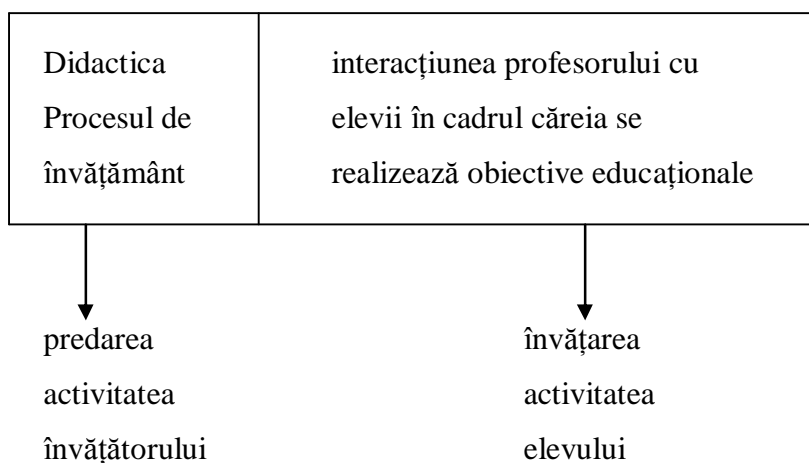 Didactica
Procesul de
învățământ
interacțiunea profesorului cu
elevii în cadrul căreia se
realizează obiective educaționale
predarea
activitatea
învățătorului
învățarea
activitatea
elevului